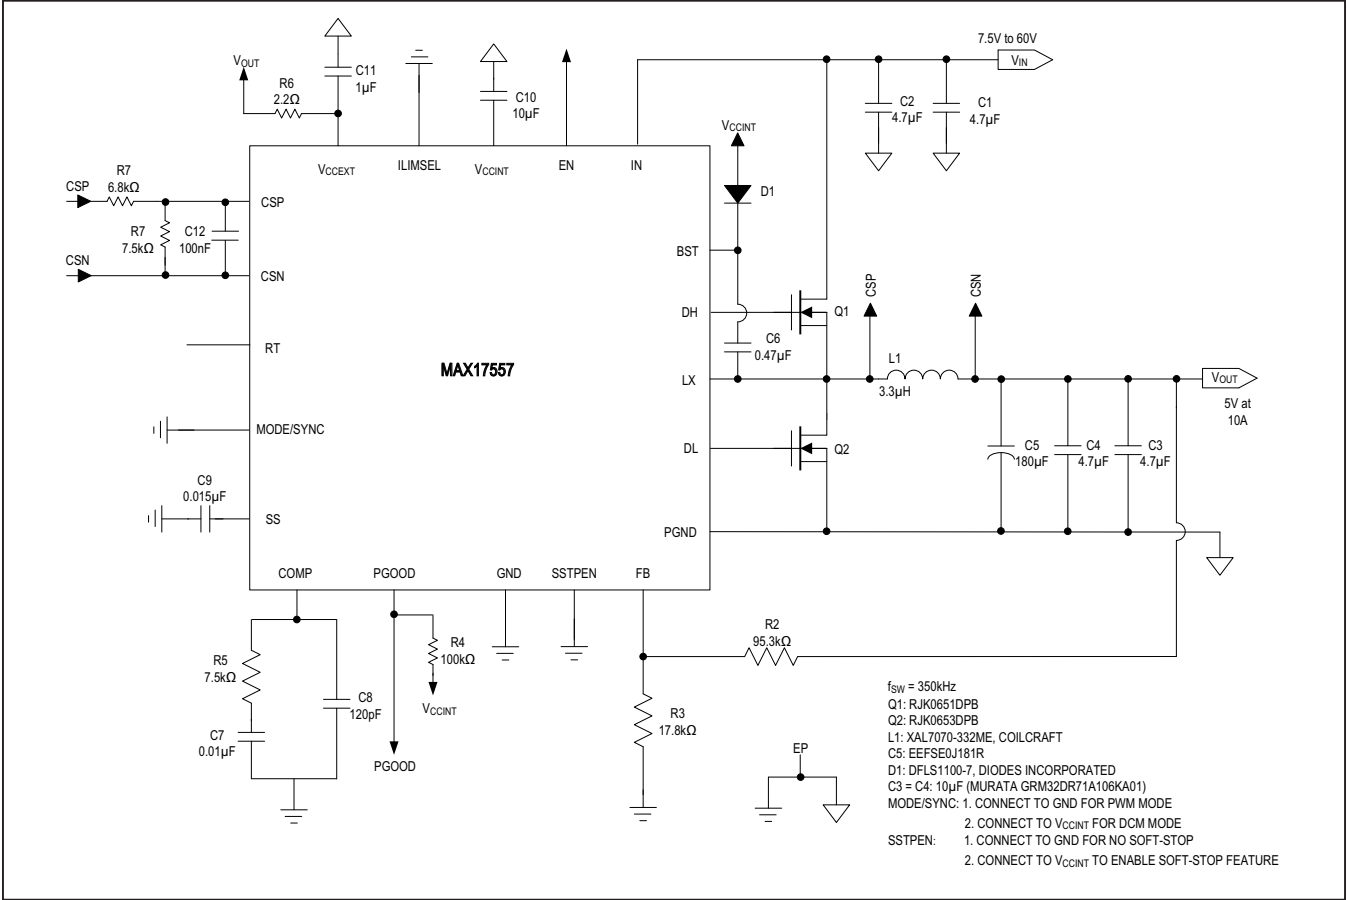 7.5V to 60V
VIN
VOUT
R6
2.2Ω
C11
1µF
C10
10µF
C2
4.7µF
C1
4.7µF
VCCINT
D1
VCCEXT
ILIMSEL
VCCINT
EN
IN
CSP
R7
6.8kΩ
CSP
R7
7.5kΩ
C12
100nF
CSN
CSN
BST
CSP
CSN
DH
Q1
C6
0.47µF
RT
MAX17557
LX
L1
3.3µH
VOUT
5V at
10A
MODE/SYNC
DL
Q2
C5
180µF
C4
4.7µF
C3
4.7µF
C9
0.015µF
SS
PGND
COMP
PGOOD
GND
SSTPEN
FB
R5
7.5kΩ
R4
100kΩ
R2
95.3kΩ
C8
120pF
VCCINT
C7
0.01µF
PGOOD
R3
17.8kΩ
EP
fSW = 350kHz
Q1: RJK0651DPB
Q2: RJK0653DPB
L1: XAL7070-332ME, COILCRAFT
C5: EEFSE0J181R
D1: DFLS1100-7, DIODES INCORPORATED
C3 = C4: 10µF (MURATA GRM32DR71A106KA01)
MODE/SYNC: 1. CONNECT TO GND FOR PWM MODE
2. CONNECT TO VCCINT FOR DCM MODE
SSTPEN: 1. CONNECT TO GND FOR NO SOFT-STOP
2. CONNECT TO VCCINT TO ENABLE SOFT-STOP FEATURE